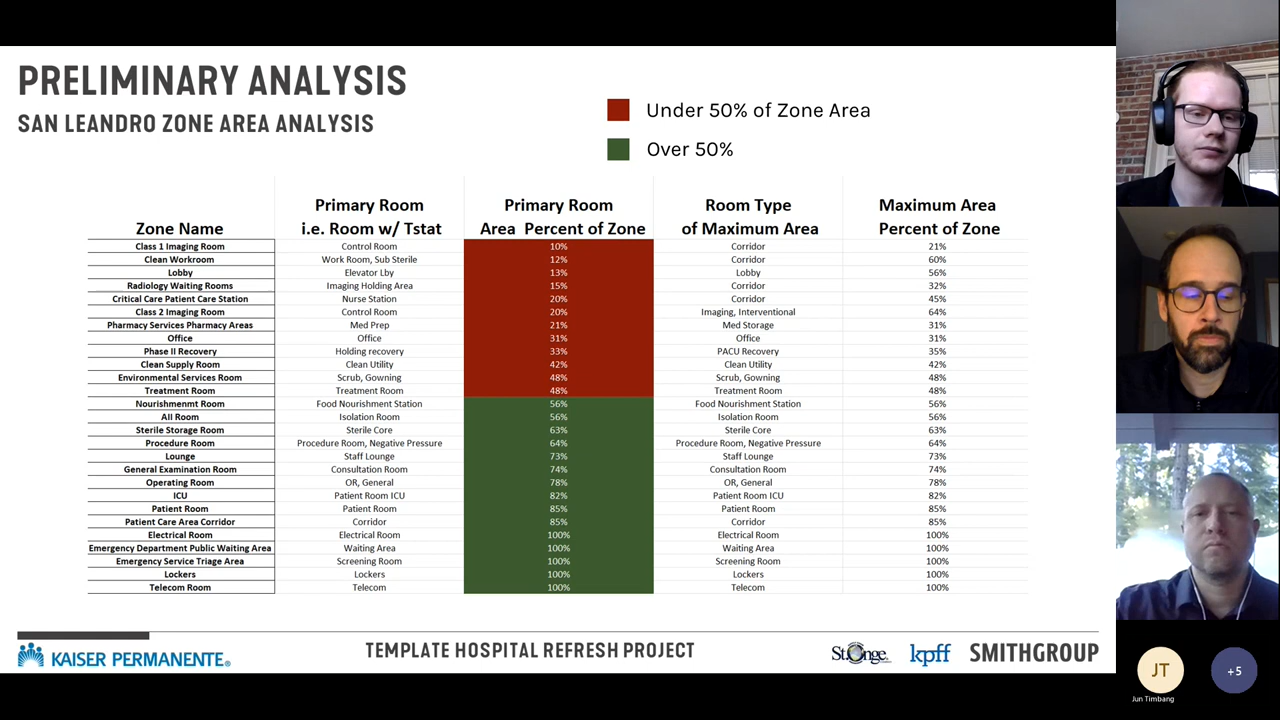 PRELIMINARY ANALYSIS
SAN LEANDRO ZONE AREA ANALYSIS
Under 50% of Zone Area
Over 50%
Zone Name Primary Room i.e. Room w/ Tstat Primary Room Area Percent of Zone Room Type of Maximum Area Maximum Area Percent of Zone
Class 1 Imaging Room Control Room 10% Corridor 21%
Clean Workroom Work Room, Sub Sterile 12% Corridor 60%
Lobby Elevator Lby 13% Lobby 56%
Radiology Waiting Rooms Imaging Holding Area 15% Corridor 32%
Critical Care Patient Care Station Nurse Station 20% Corridor 45%
Class 2 Imaging Room Control Room 20% Imaging, Interventional 64%
Pharmacy Services Pharmacy Areas Med Prep 21% Med Storage 31%
Office Office 31% Office 31%
Phase II Recovery Holding recovery 33% PACU Recovery 35%
Clean Supply Room Clean Utility 42% Clean Utility 42%
Environmental Services Room Scrub, Gowning 48% Scrub, Gowning 48%
Treatment Room Treatment Room 48% Treatment Room 48%
Nourishenmt Room Food Nourishment Station 56% Food Nourishment Station 56%
AII Room Isolation Room 56% Isolation Room 56%
Sterile Storage Room Sterile Core 63% Sterile Core 63%
Procedure Room Procedure Room, Negative Pressure 64% Procedure Room, Negative Pressure 64%
Lounge Staff Lounge 73% Staff Lounge 73%
General Examination Room Consultation Room 74% Consultation Room 74%
Operating Room OR, General 78% OR, General 78%
ICU Patient Room ICU 82% Patient Room ICU 82%
Patient Room Patient Room 85% Patient Room 85%
Patient Care Area Corridor Corridor 85% Corridor 85%
Electrical Room Electrical Room 100% Electrical Room 100%
Emergency Department Public Waiting Area Waiting Area 100% Waiting Area 100%
Emergency Service Triage Area Screening Room 100% Screening Room 100%
Lockers Lockers 100% Lockers 100%
Telecom Room Telecom 100% Telecom 100%
KAISER PERMANENTE® TEMPLATE HOSPITAL REFRESH PROJECT St.Onge kpff SMITHGROUP
JT +5
Jun Timbang